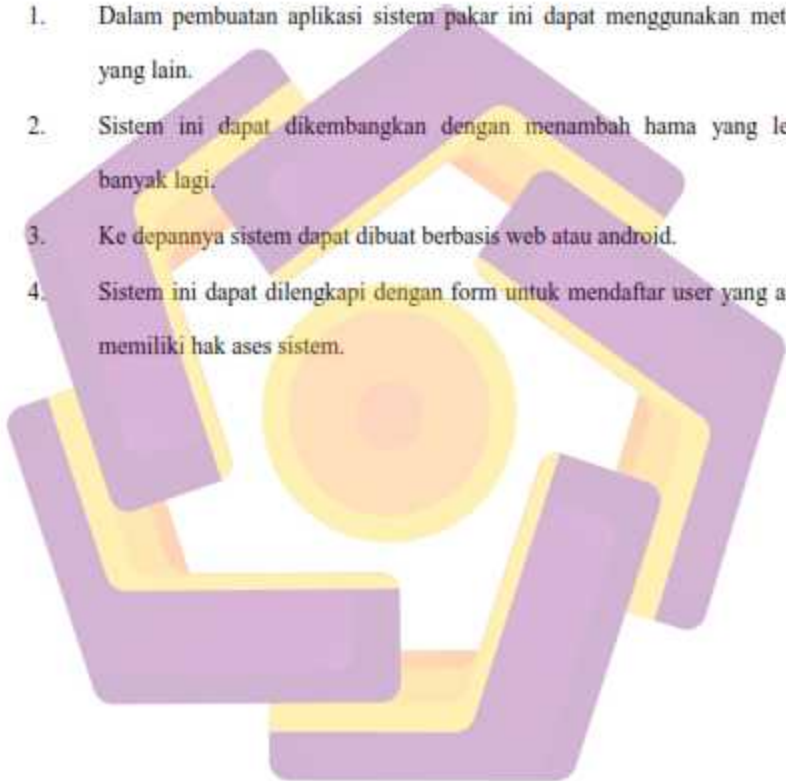 1. Dalam pembuatan aplikasi sistem pakar ini dapat menggunakan met
yang lain.
2. Sistem ini dapat dikembangkan dengan menambah hama yang le
banyak lagi.
3. Ke depannya sistem dapat dibuat berbasis web atau android.
4. Sistem ini dapat dilengkapi dengan form untuk mendaftar user yang a
memiliki hak ases sistem.